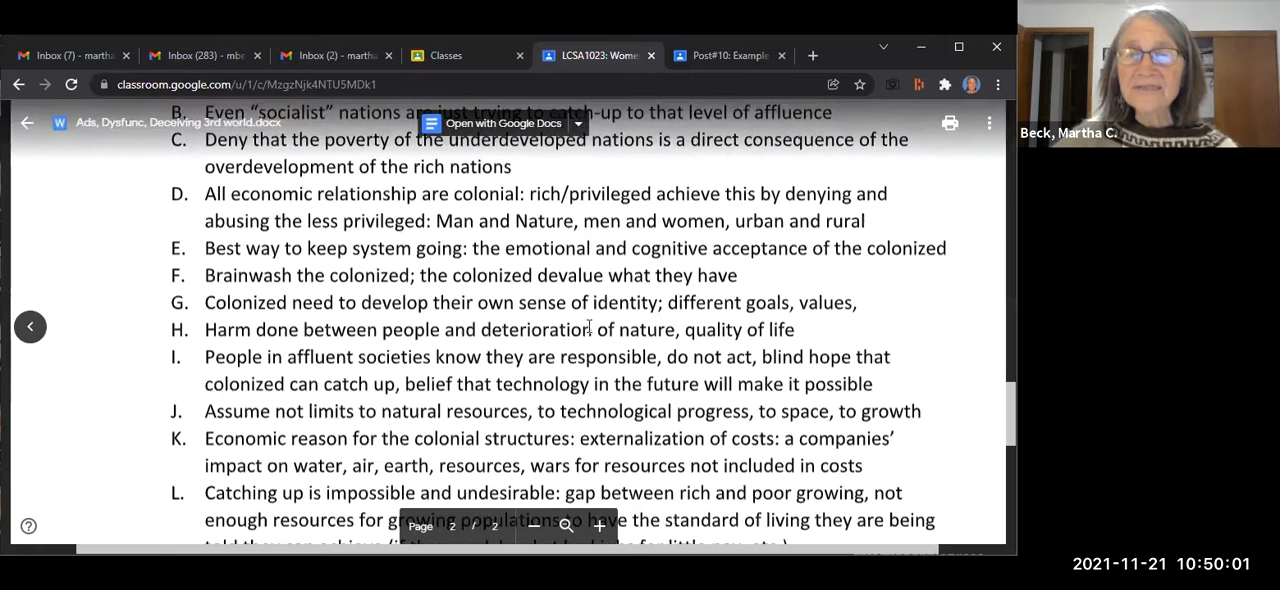 Inbox (7) - martha
Inbox (283) - mbe
Inbox (2) - martha
Classes
LCSA1023: Wome
Post#10: Example
classroom.google.com/u/1/c/MzgzNjk4NTU5MDk1
Beck, Martha C.
B. Even “socialist” nations are just trying to catch-up to that level of affluence
Ads, Dysfunc, Deceiving 3rd world.docx
Open with Google Docs
C. Deny that the poverty of the underdeveloped nations is a direct consequence of the
overdevelopment of the rich nations
D. All economic relationship are colonial: rich/privileged achieve this by denying and
abusing the less privileged: Man and Nature, men and women, urban and rural
E. Best way to keep system going: the emotional and cognitive acceptance of the colonized
F. Brainwash the colonized; the colonized devalue what they have
G. Colonized need to develop their own sense of identity; different goals, values,
H. Harm done between people and deterioration of nature, quality of life
I. People in affluent societies know they are responsible, do not act, blind hope that
colonized can catch up, belief that technology in the future will make it possible
J. Assume not limits to natural resources, to technological progress, to space, to growth
K. Economic reason for the colonial structures: externalization of costs: a companies’
impact on water, air, earth, resources, wars for resources not included in costs
L. Catching up is impossible and undesirable: gap between rich and poor growing, not
enough resources for growing populations to have the standard of living they are being
Page 2 / 2
2021-11-21 10:50:01